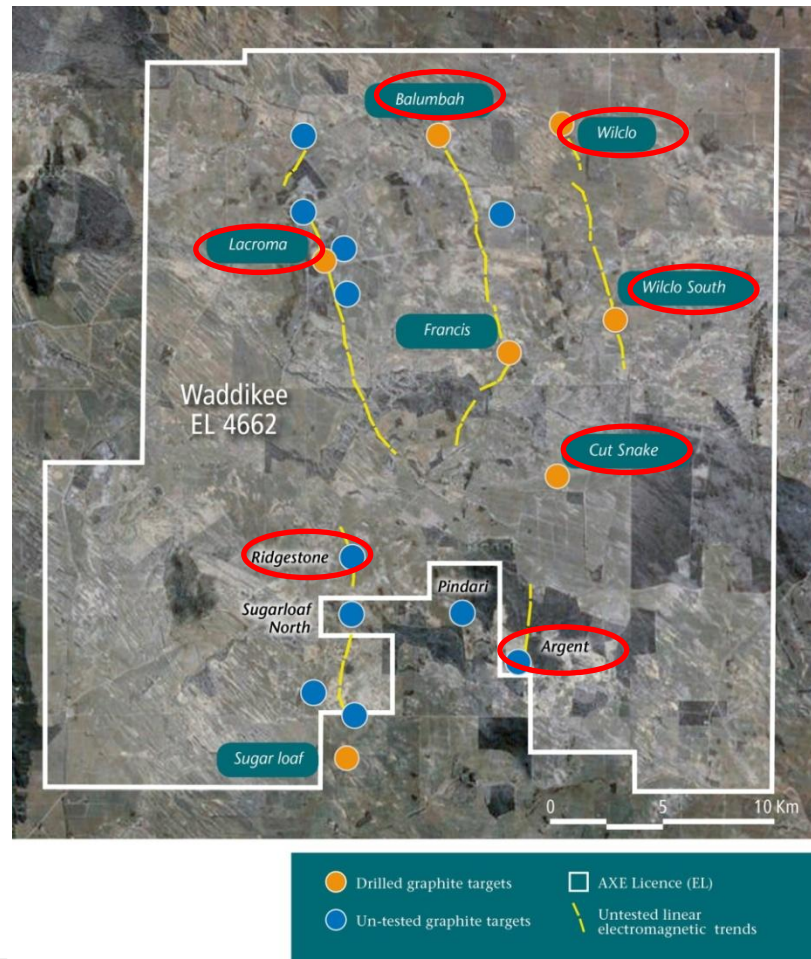 Balumbah
Wilclo
Lacroma
Wilclo South
Francis
Waddikee
EL 4662
Cut Snake
Ridgestone
Pindari
Sugarloaf
North
Argent
Sugar loaf
0 5 10 Km
Drilled graphite targets
AXE Licence (EL)
Un-tested graphite targets
Untested linear
electromagnetic trends